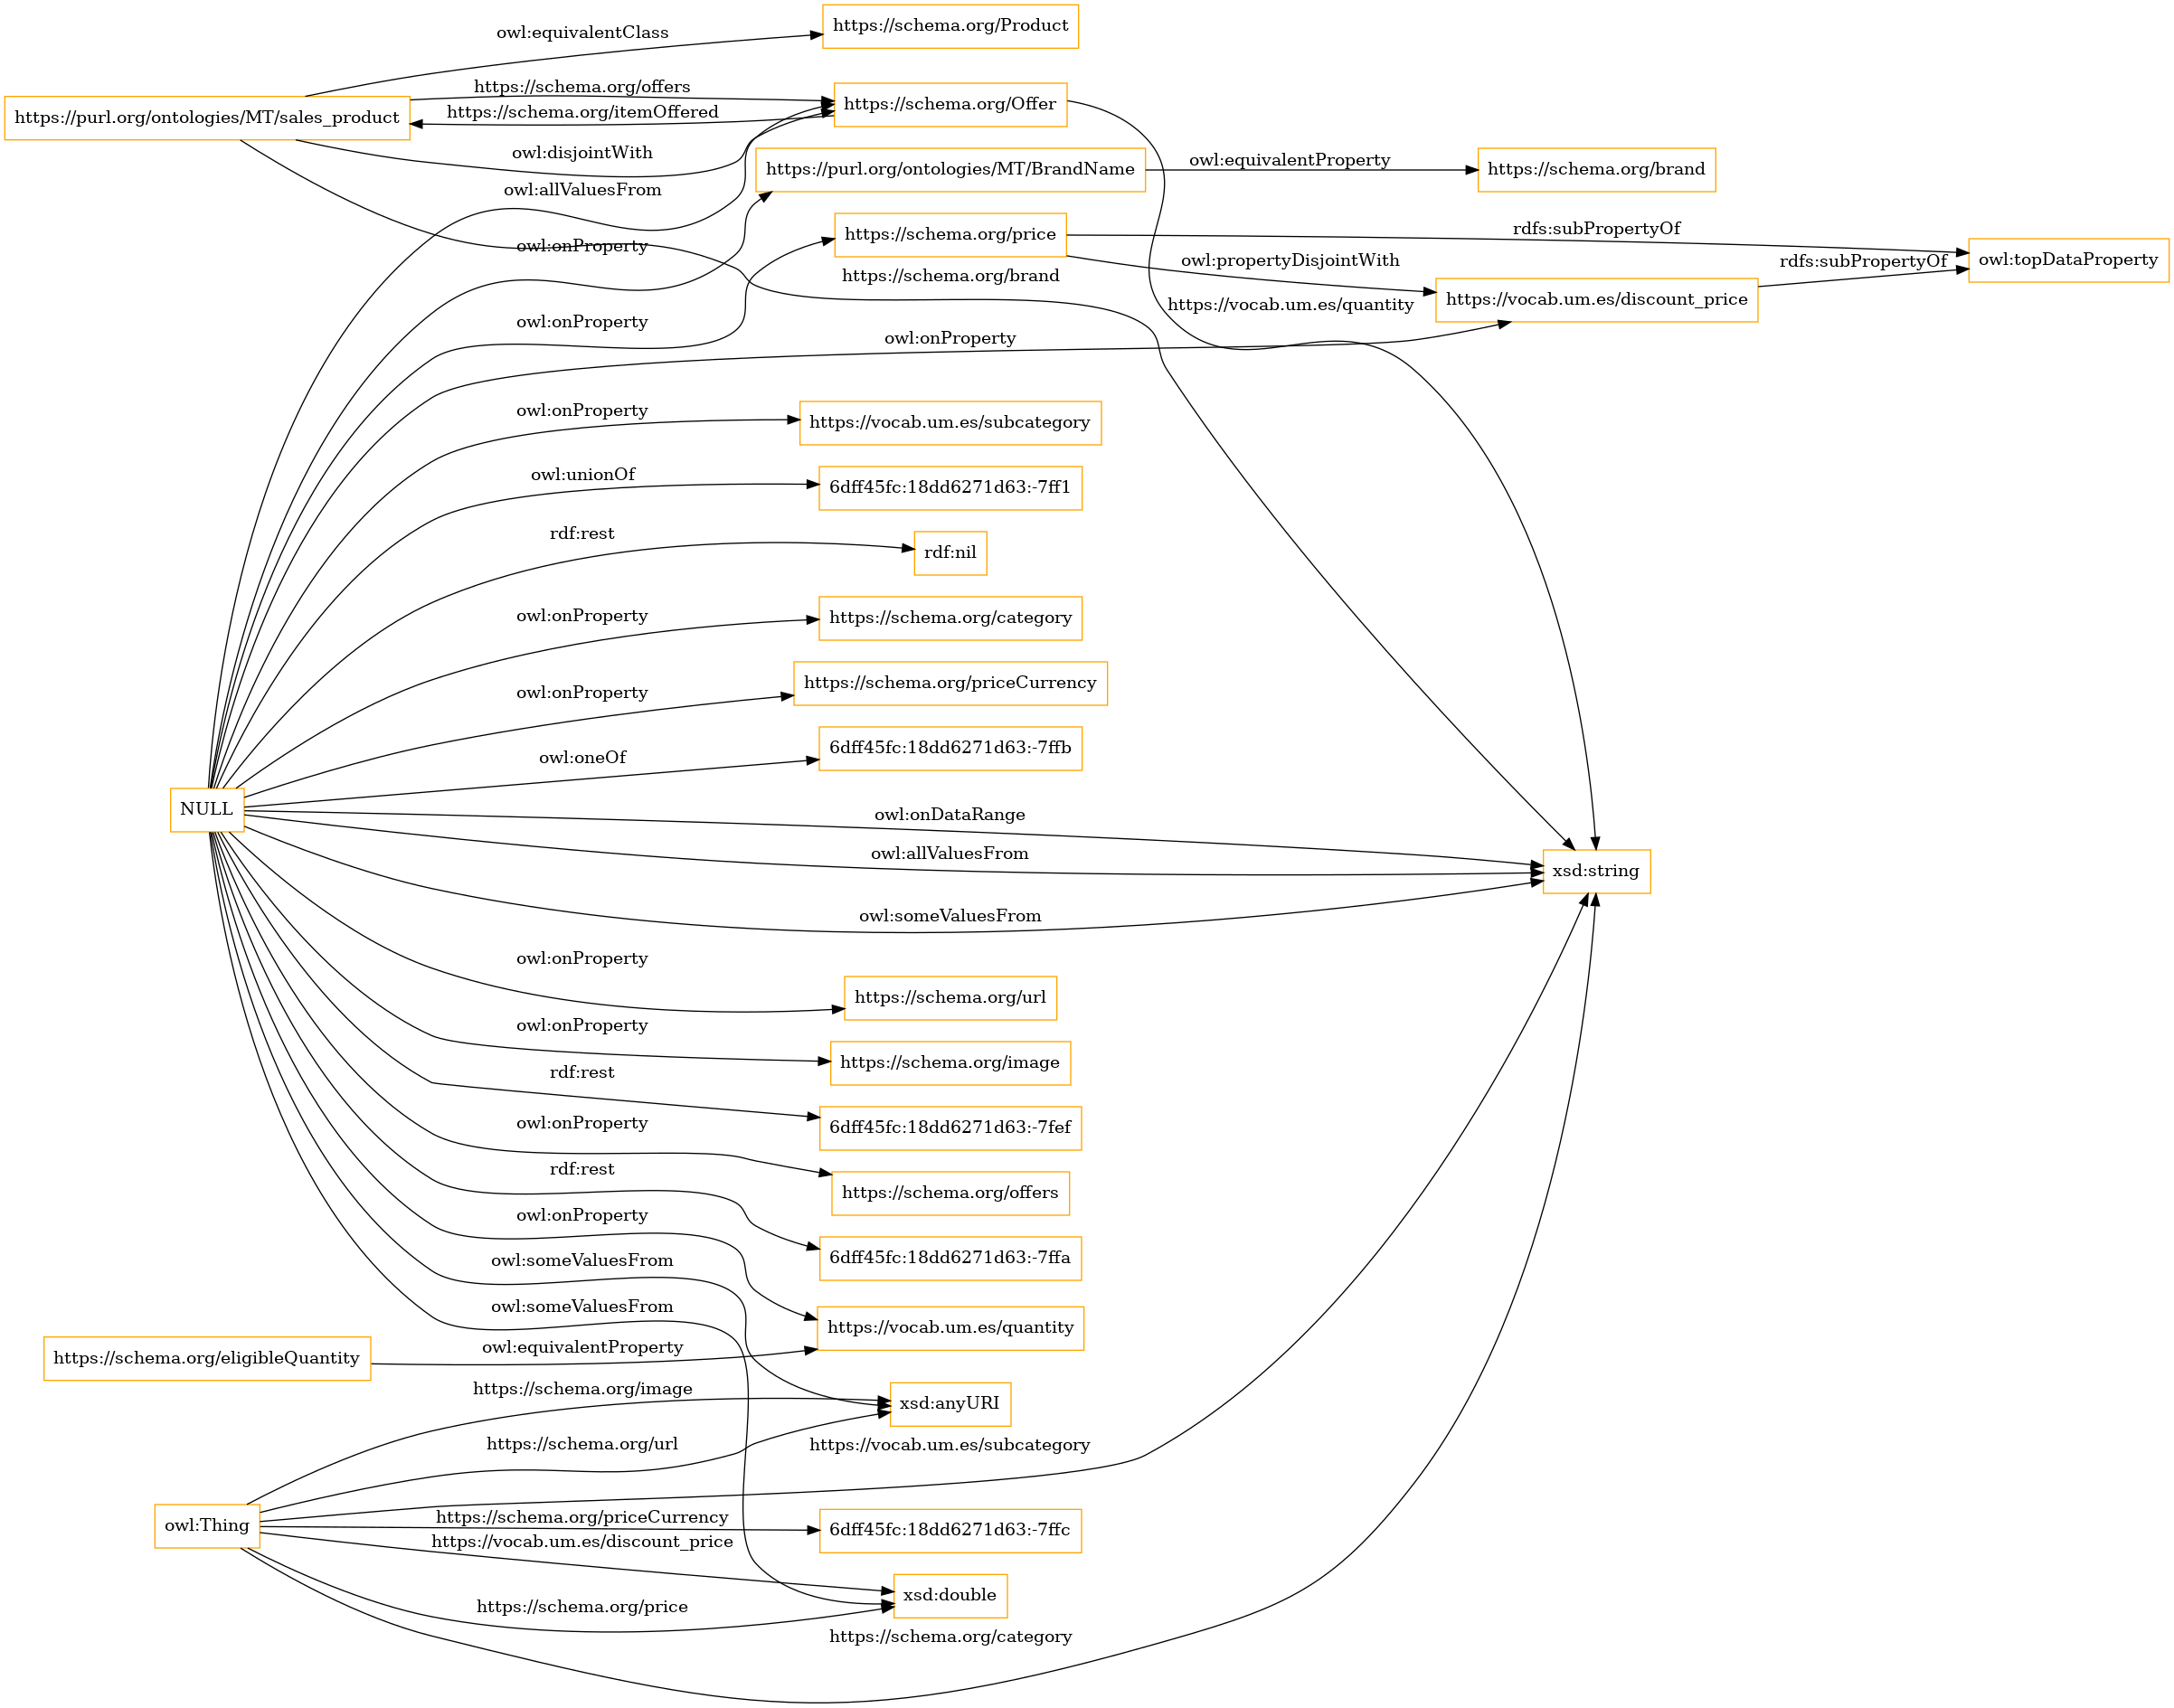 owl:equivalentClass
https://schema.org/Product
https://schema.org/offers
https://schema.org/Offer
https://purl.org/ontologies/MT/sales_product
https://schema.org/itemOffered
owl:disjointWith
https://purl.org/ontologies/MT/BrandName
owl:equivalentProperty
https://schema.org/brand
owl:allValuesFrom
https://schema.org/price
rdfs:subPropertyOf
owl:onProperty
owl:propertyDisjointWith
owl:topDataProperty
rdfs:subPropertyOf
https://schema.org/brand
https://vocab.um.es/quantity
https://vocab.um.es/discount_price
owl:onProperty
owl:onProperty
owl:onProperty
https://vocab.um.es/subcategory
owl:unionOf
6dff45fc:18dd6271d63:-7ff1
rdf:rest
rdf:nil
owl:onProperty
https://schema.org/category
owl:onProperty
https://schema.org/priceCurrency
owl:oneOf
6dff45fc:18dd6271d63:-7ffb
NULL
owl:onDataRange
owl:allValuesFrom
xsd:string
owl:someValuesFrom
owl:onProperty
https://schema.org/url
owl:onProperty
https://schema.org/image
rdf:rest
6dff45fc:18dd6271d63:-7fef
owl:onProperty
https://schema.org/offers
rdf:rest
6dff45fc:18dd6271d63:-7ffa
owl:onProperty
owl:someValuesFrom
owl:someValuesFrom
https://vocab.um.es/quantity
https://schema.org/eligibleQuantity
owl:equivalentProperty
https://schema.org/image
xsd:anyURI
https://schema.org/url
https://vocab.um.es/subcategory
owl:Thing
https://schema.org/priceCurrency
6dff45fc:18dd6271d63:-7ffc
https://vocab.um.es/discount_price
xsd:double
https://schema.org/price
https://schema.org/category